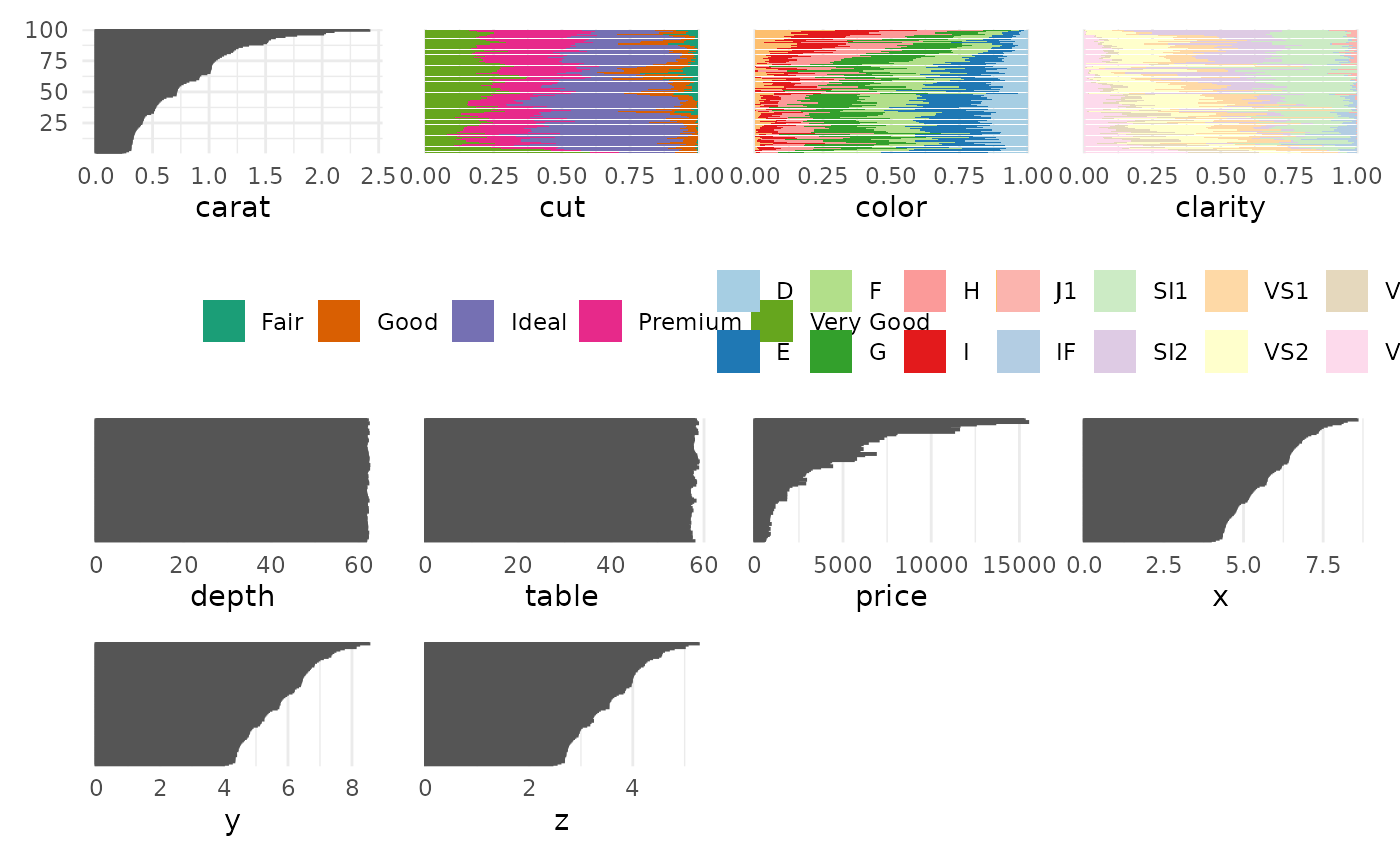 100
75
50
25
0.0 0.5 1.0 1.5 2.0 2.5 0.00 0.25 0.50 0.75 1.00 0.00 0.25 0.50 0.75 1.00 0.00 0.25 0.50 0.75 1.00
carat cut color clarity
D F H J I1 SI1 VS1 V
Fair Good Ideal Premium Very Good
E G I IF SI2 VS2 V
0 20 40 60 0 20 40 60 0 5000 10000 15000 0.0 2.5 5.0 7.5
depth table price x
0 2 4 6 8 0 2 4
y z